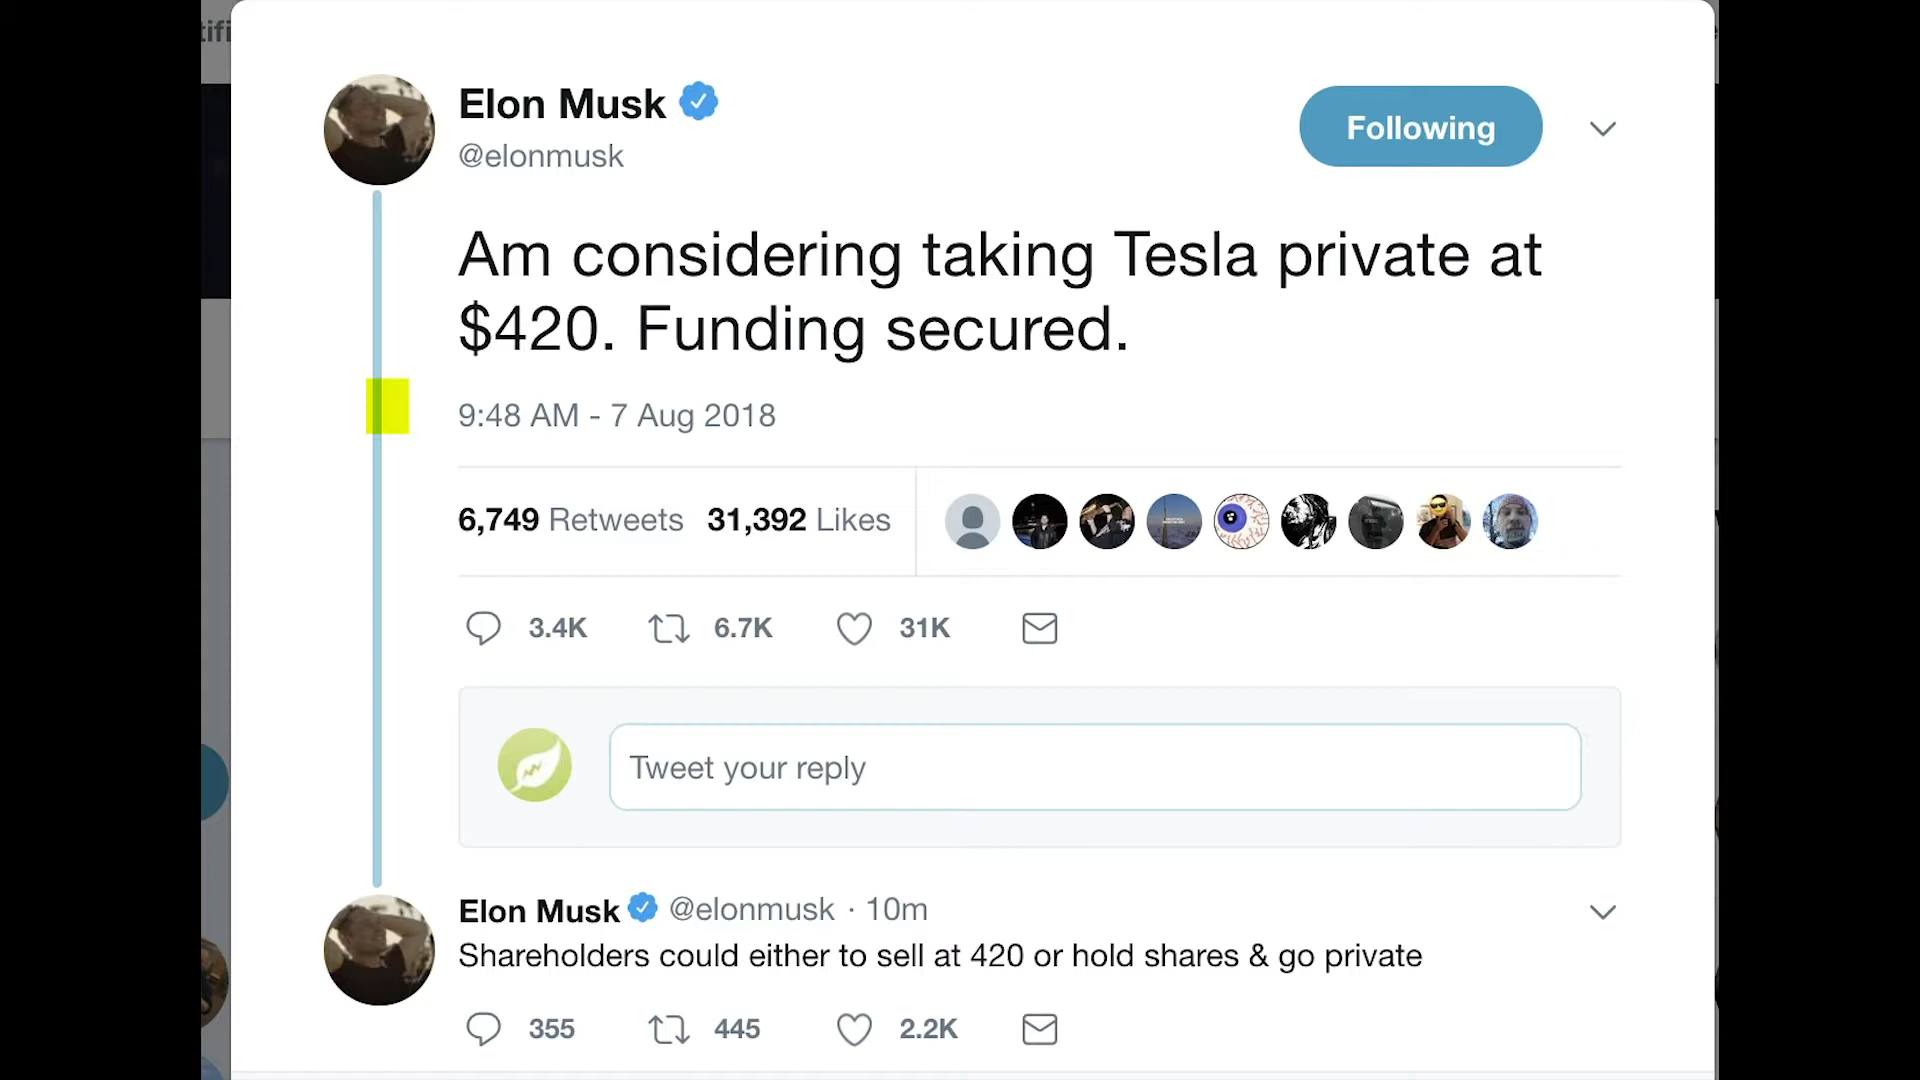 Elon Musk
@elonmusk
Following
Am considering taking Tesla private at
$420. Funding secured.
9:48 AM - 7 Aug 2018
6,749 Retweets 31,392 Likes
3.4K 6.7K 31K
Tweet your reply
Elon Musk @elonmusk · 10m
Shareholders could either to sell at 420 or hold shares & go private
355 445 2.2K